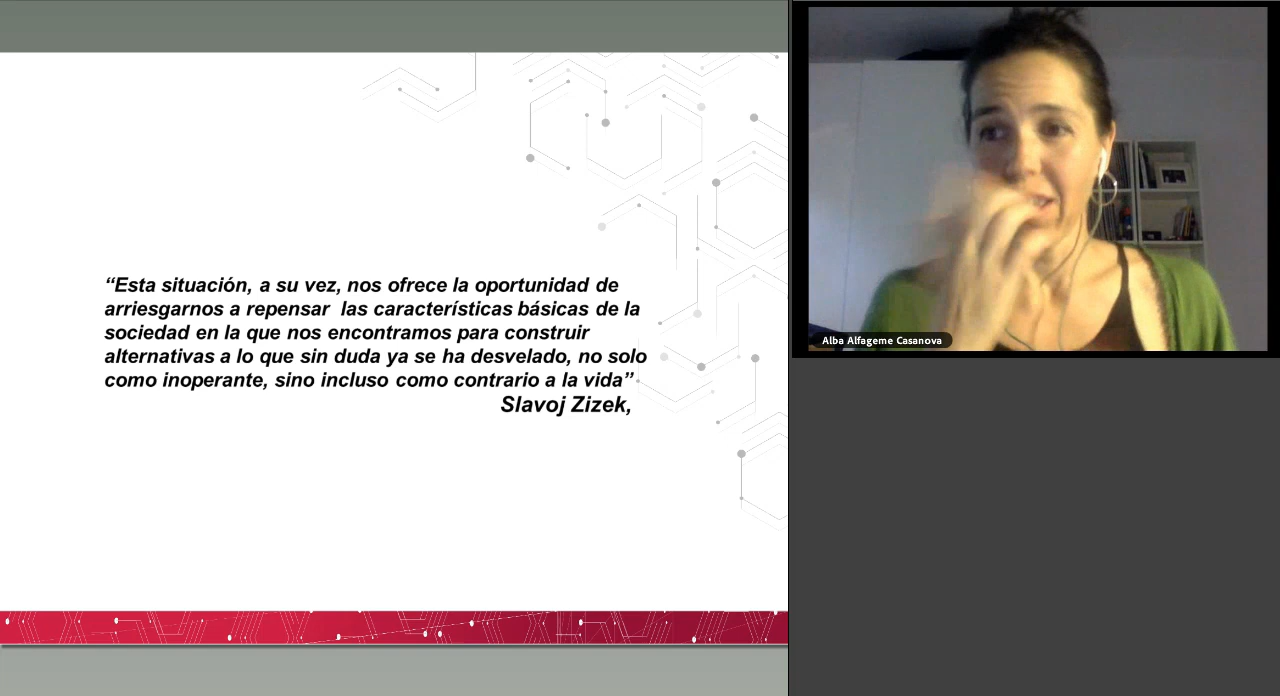 “Esta situación, a su vez, nos ofrece la oportunidad de
arriesgarnos a repensar las características básicas de la
sociedad en la que nos encontramos para construir
alternativas a lo que sin duda ya se ha desvelado, no solo
como inoperante, sino incluso como contrario a la vida”
Slavoj Zizek,
Alba Alfageme Casanova